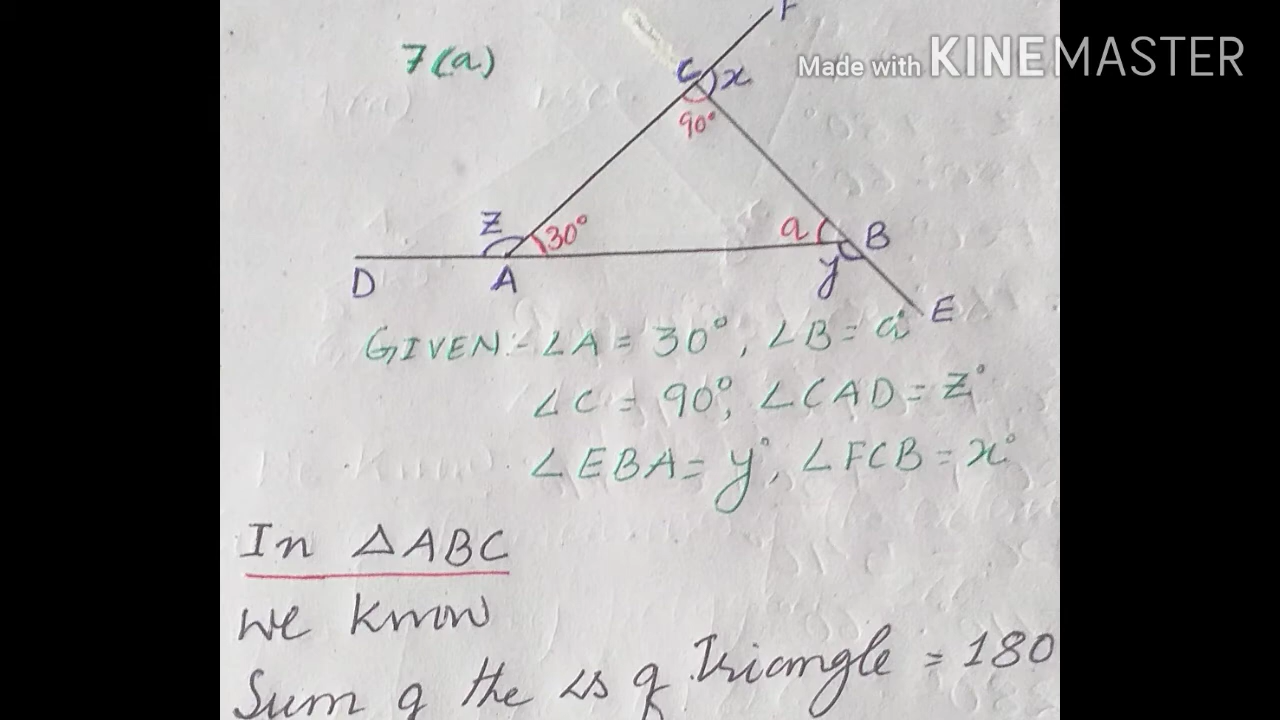 7(a)
F
Made with KINEMASTER
C x
90°
Z 30° a B
D A y
E
GIVEN:- ∠A = 30°, ∠B = a°
∠C = 90°, ∠CAD = Z°
∠EBA = y°, ∠FCB = x°
In △ABC
we know
Sum of the ∠s of Triangle = 180